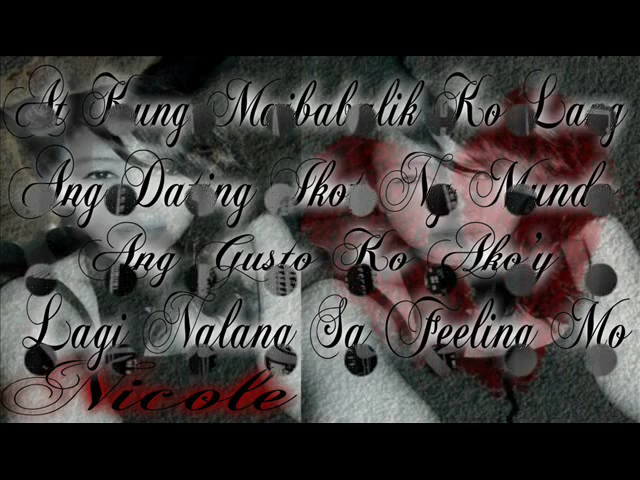 At Kung Maibabalik Ko Lang
Ang Dating Ikot Ng Mundo
Ang Gusto Ko Ako'y
Lagi Nalang Sa Feeling Mo
Nicole